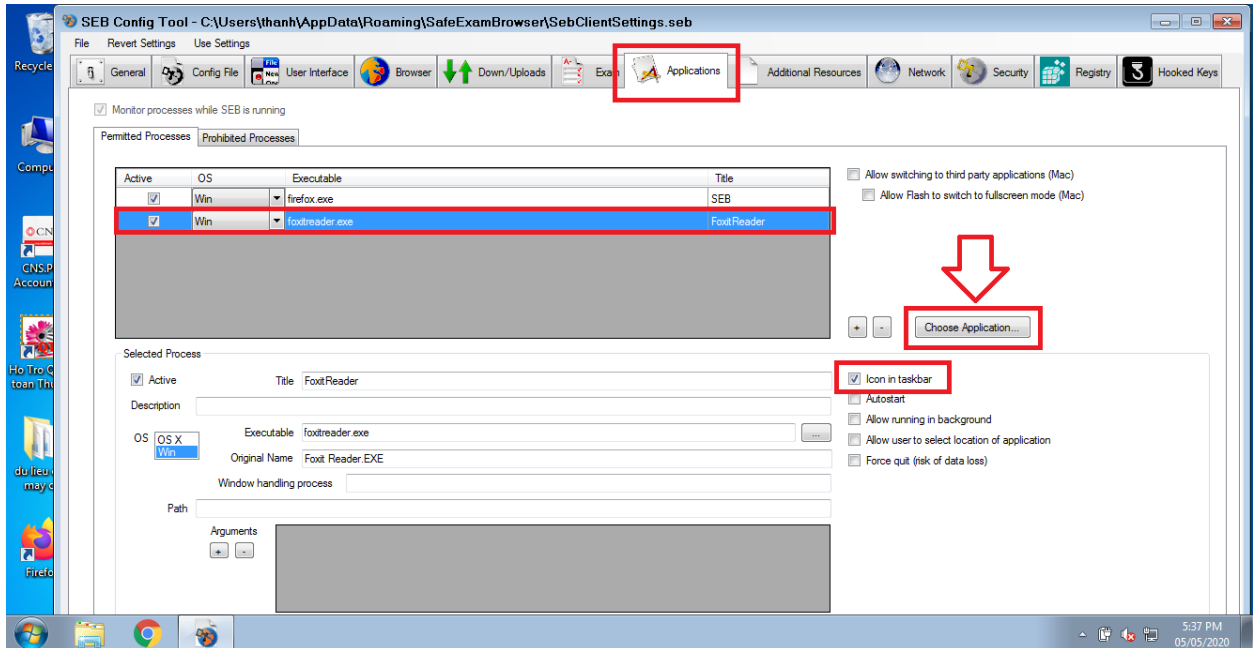 SEB Config Tool - C:\Users\thanh\AppData\Roaming\SafeExamBrowser\SebClientSettings.seb
File Revert Settings Use Settings
Recycle
General Config File User Interface Browser Down/Uploads Exam Applications Additional Resources Network Security Registry Hooked Keys
Monitor processes while SEB is running
Permitted Processes Prohibited Processes
Compu
Active OS Executable Title
Win firefox.exe SEB
Win foxitreader.exe FoxitReader
Allow switching to third party applications (Mac)
Allow Flash to switch to fullscreen mode (Mac)
CN
CNS.P
Accoun
+ - Choose Application...
Selected Process
Ho Tro Q
toan Thu
Active Title FoxitReader
Icon in taskbar
Description
Autostart
OS OS X
Win
Executable foxitreader.exe ...
Allow running in background
Allow user to select location of application
Original Name Foxit Reader.EXE
Force quit (risk of data loss)
du lieu
may c
Window handling process
Path
Arguments
+ -
Firefo
5:37 PM
05/05/2020